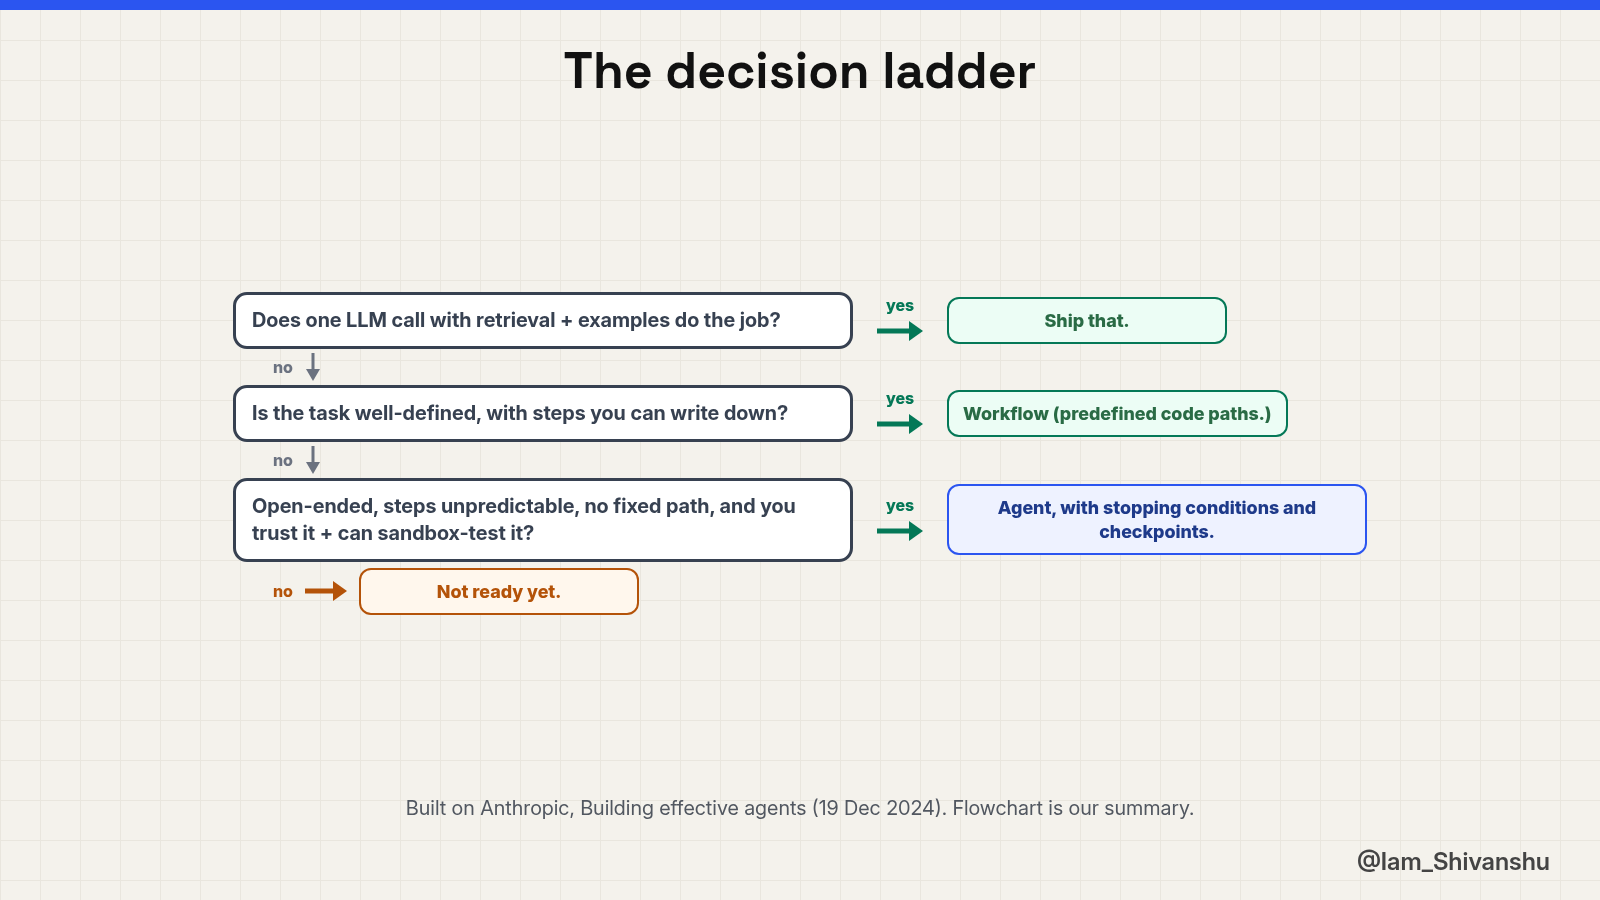 The decision ladder
Does one LLM call with retrieval + examples do the job?
yes
Ship that.
no
Is the task well-defined, with steps you can write down?
yes
Workflow (predefined code paths.)
no
Open-ended, steps unpredictable, no fixed path, and you
trust it + can sandbox-test it?
yes
Agent, with stopping conditions and
checkpoints.
no
Not ready yet.
Built on Anthropic, Building effective agents (19 Dec 2024). Flowchart is our summary.
@Iam_Shivanshu